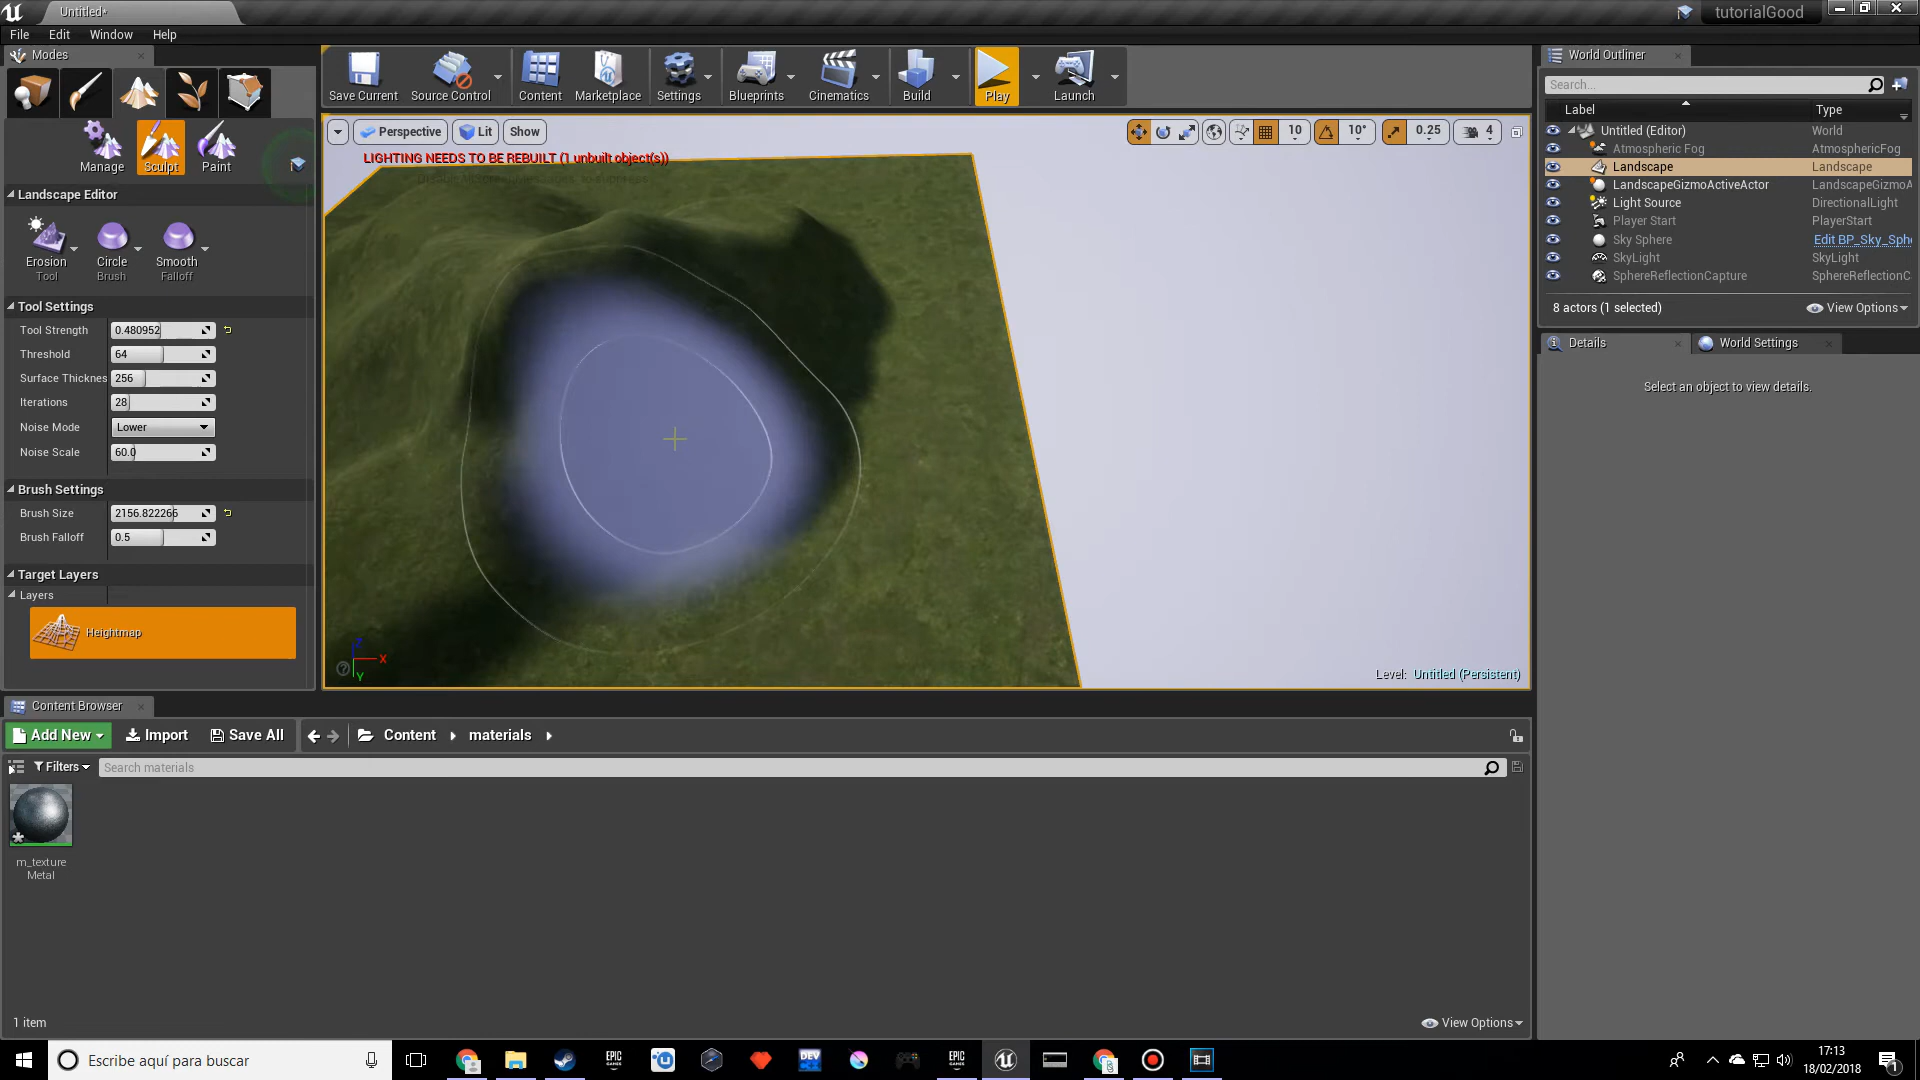 Untitled*
tutorialGood
File Edit Window Help
Modes
Manage Sculpt Paint
Landscape Editor
Erosion Circle Smooth
Tool Brush Falloff
Tool Settings
Tool Strength 0.480952
Threshold 64
Surface Thicknes 256
Iterations 28
Noise Mode Lower
Noise Scale 60.0
Brush Settings
Brush Size 2156.822266
Brush Falloff 0.5
Target Layers
Layers
Heightmap
Save Current Source Control Content Marketplace Settings Blueprints Cinematics Build Play Launch
Perspective Lit Show
10 10° 0.25 4
LIGHTING NEEDS TO BE REBUILT (1 unbuilt object(s))
Level: Untitled (Persistent)
World Outliner
Search...
Label Type
Untitled (Editor) World
Atmospheric Fog AtmosphericFog
Landscape Landscape
LandscapeGizmoActiveActor LandscapeGizmoA
Light Source DirectionalLight
Player Start PlayerStart
Sky Sphere Edit BP_Sky_Sph
SkyLight SkyLight
SphereReflectionCapture SphereReflectionC
8 actors (1 selected) View Options
Details World Settings
Select an object to view details.
Content Browser
Add New Import Save All Content materials
Filters Search materials
m_texture
Metal
1 item View Options
Escribe aquí para buscar
EPIC GAMES
DEV
EPIC GAMES
17:13
18/02/2018
1